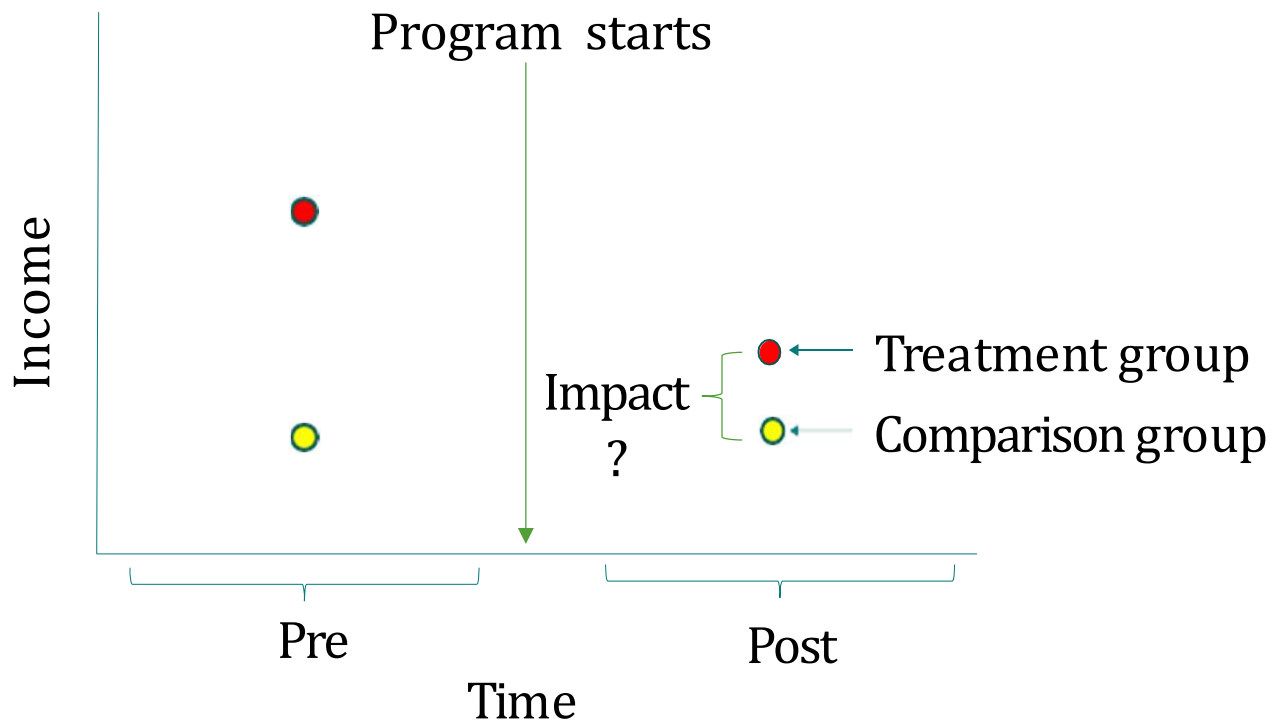 Program starts
Income
Impact
?
Treatment group
Comparison group
Pre
Post
Time